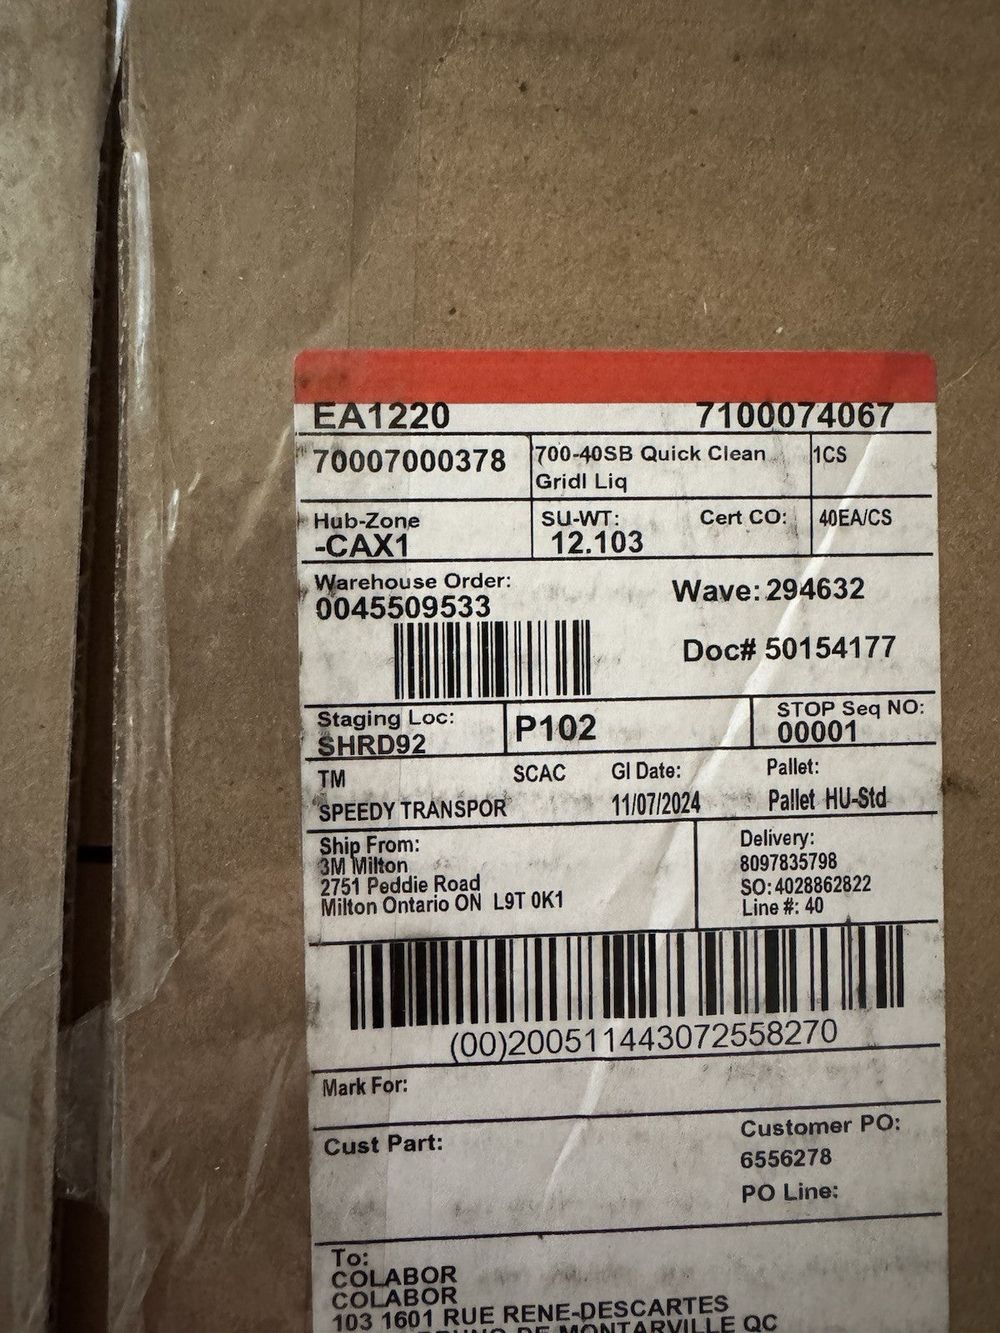 EA1220 7100074067
70007000378 700-40SB Quick Clean 1CS
Gridl Liq
Hub-Zone SU-WT: Cert CO: 40EA/CS
-CAX1 12.103
Warehouse Order: Wave: 294632
0045509533
Doc# 50154177
Staging Loc: P102 STOP Seq NO:
SHRD92 00001
TM SCAC GI Date: Pallet:
SPEEDY TRANSPOR 11/07/2024 Pallet HU-Std
Ship From: Delivery:
3M Milton 8097835798
2751 Peddie Road SO: 4028862822
Milton Ontario ON L9T 0K1 Line #: 40
(00)200511443072558270
Mark For:
Cust Part: Customer PO:
6556278
PO Line:
To:
COLABOR
COLABOR
103 1601 RUE RENE-DESCARTES
DE MONTARVILLE QC